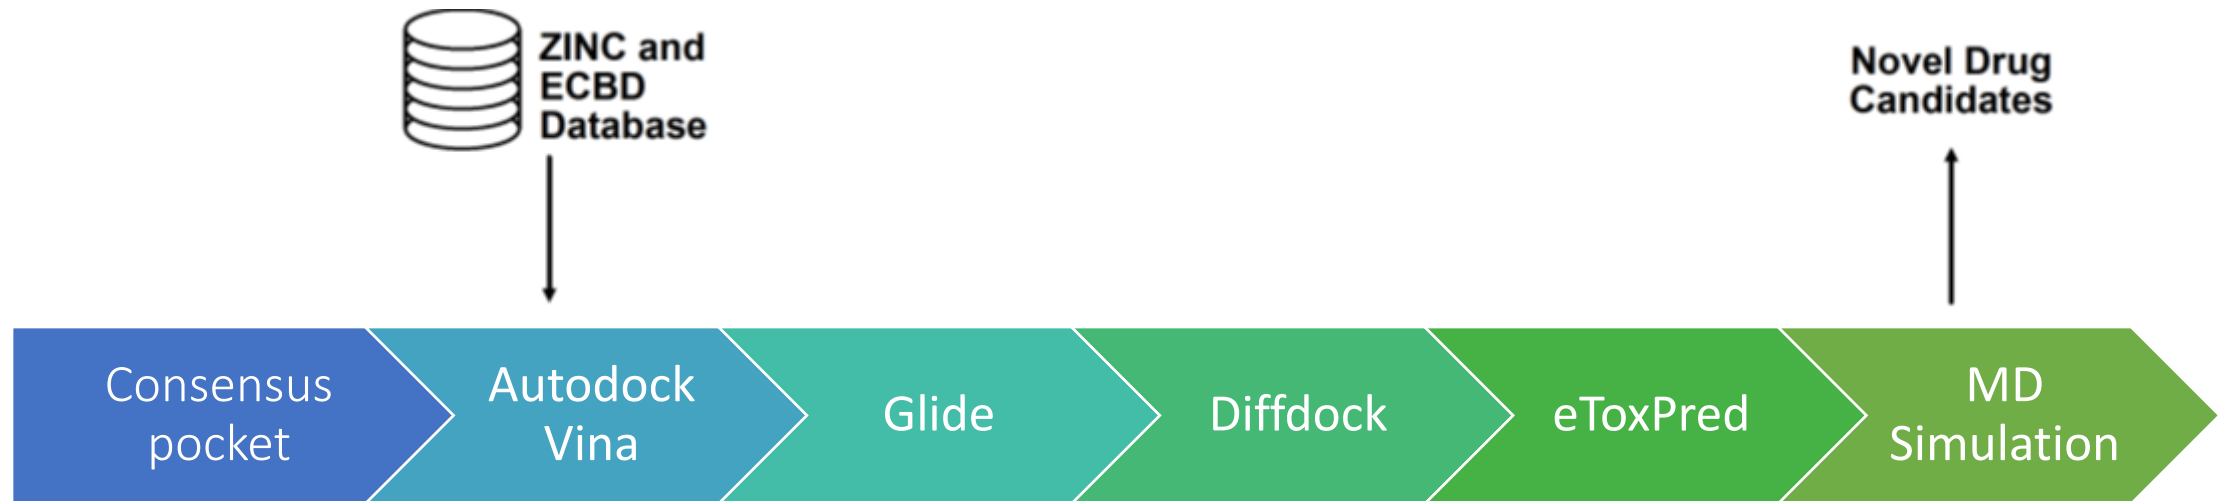 ZINC and
ECBD
Database
Novel Drug
Candidates
Consensus
pocket
Autodock
Vina
Glide
Diffdock
eToxPred
MD
Simulation